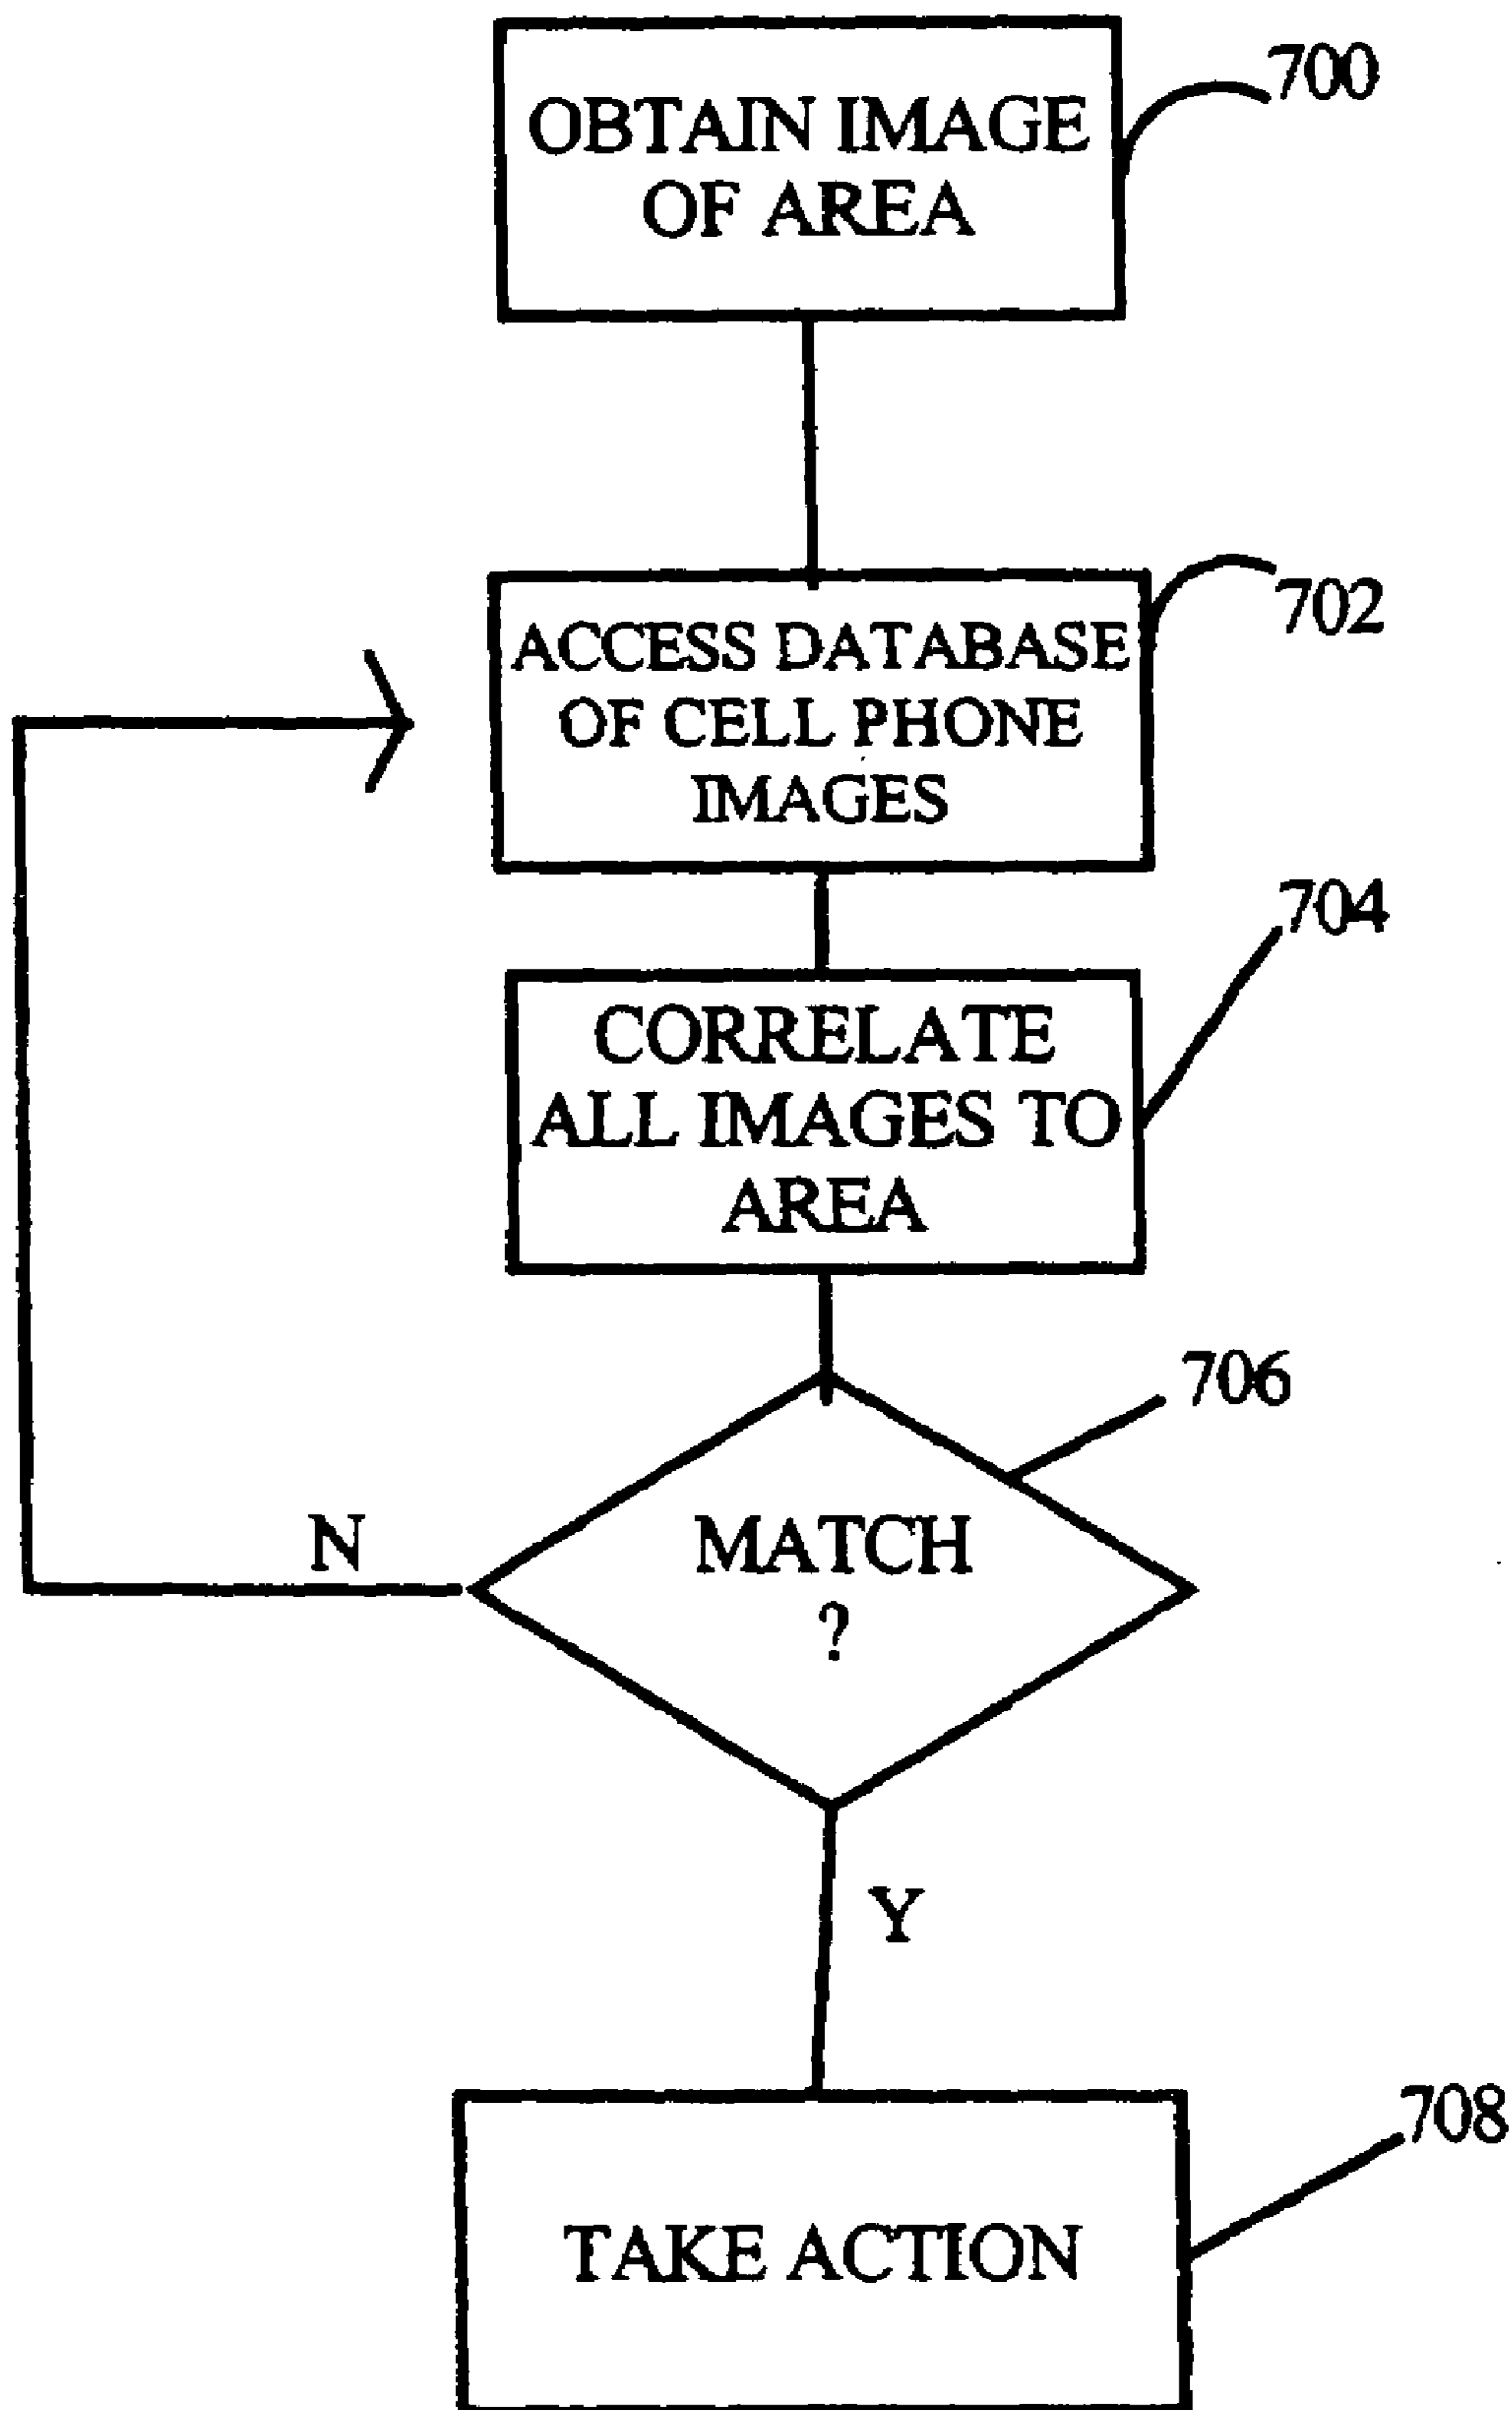 OBTAIN IMAGE
OF AREA
700
ACCESS DATABASE
OF CELL PHONE
IMAGES
702
CORRELATE
ALL IMAGES TO
AREA
704
MATCH
?
706
N
Y
TAKE ACTION
708